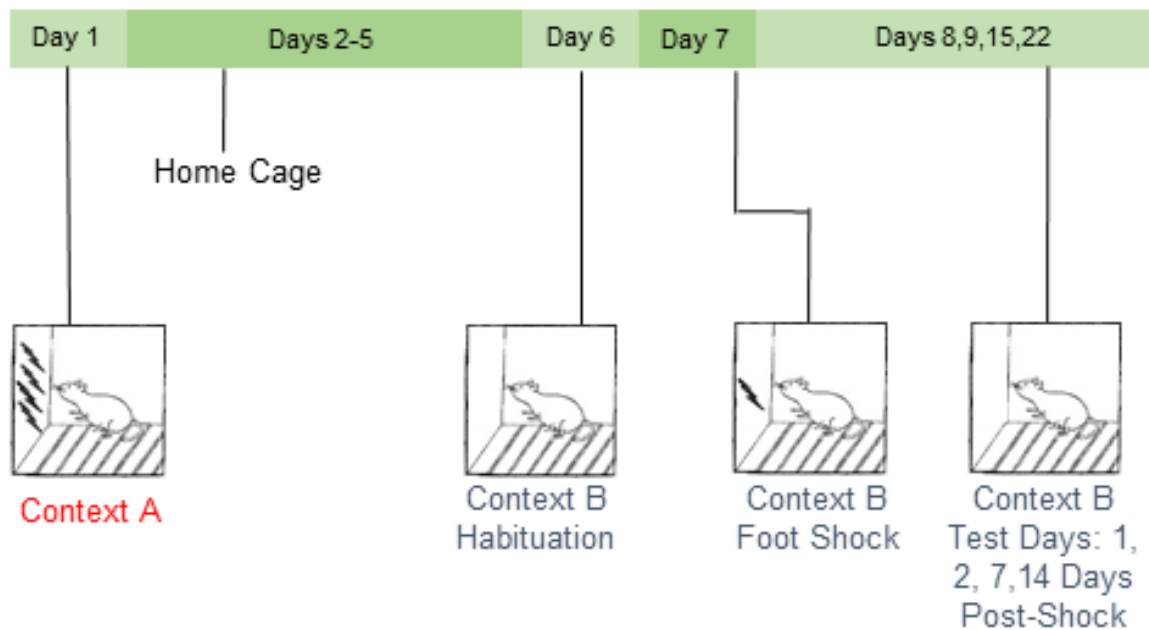 Day 1
Days 2-5
Day 6
Day 7
Days 8,9,15,22
Home Cage
Context A
Context B
Habituation
Context B
Foot Shock
Context B
Test Days: 1,
2, 7,14 Days
Post-Shock